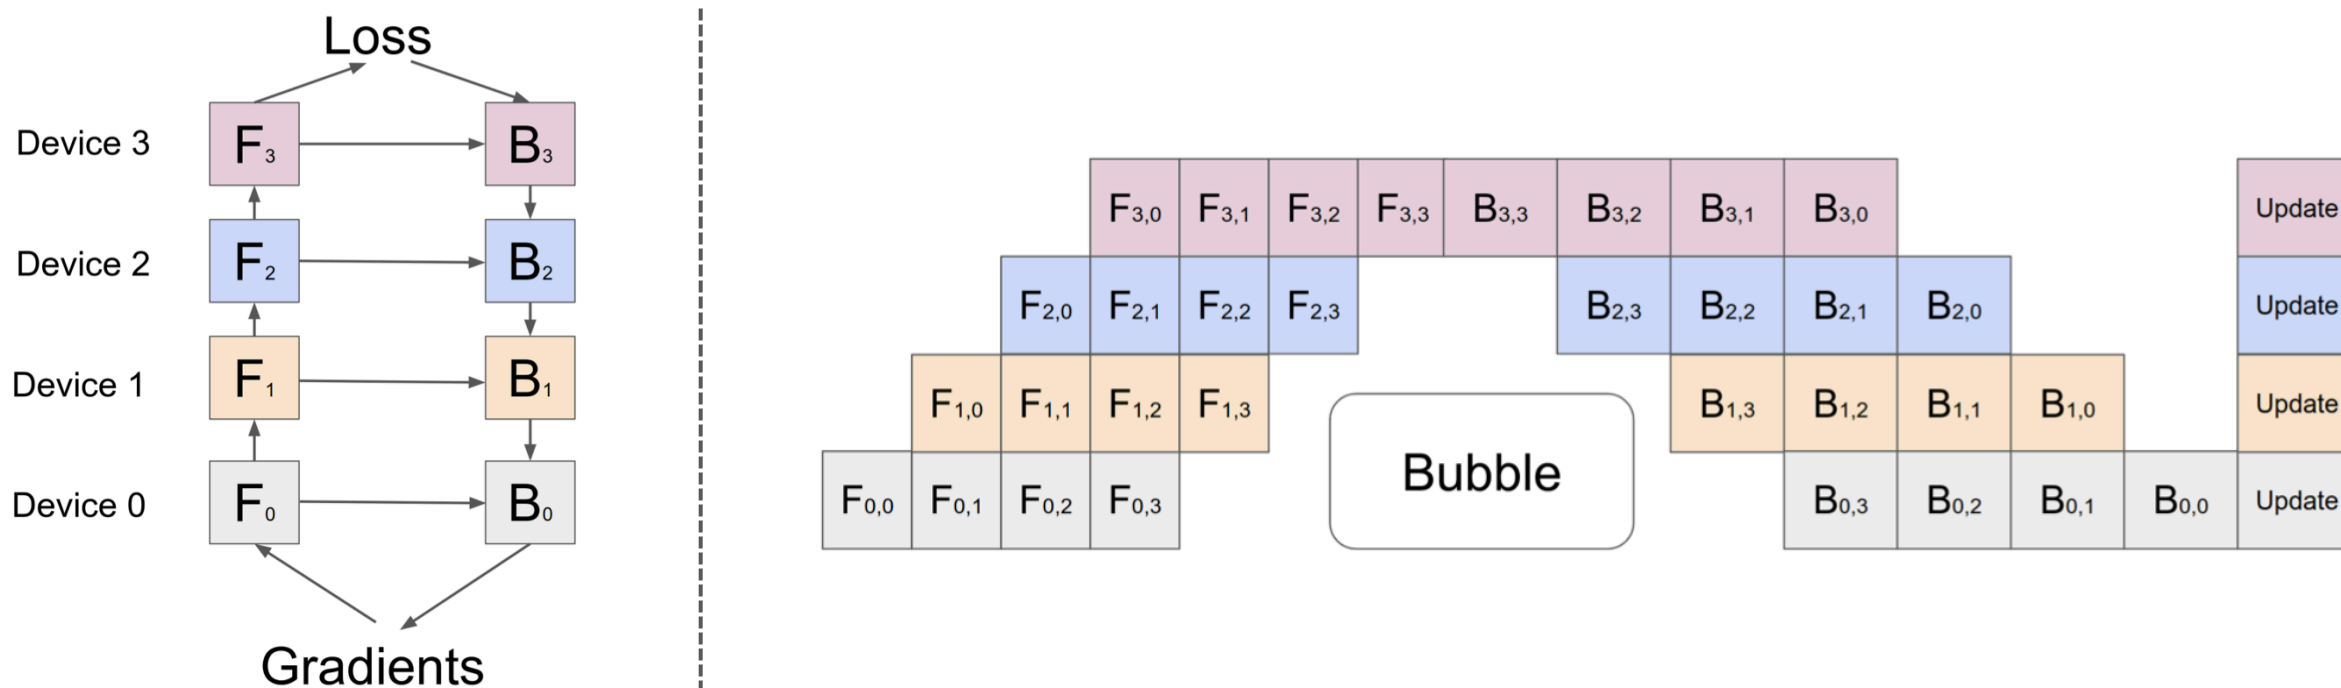 Loss
Device 3 F3 B3
Device 2 F2 B2
Device 1 F1 B1
Device 0 F0 B0
Gradients
F3,0 F3,1 F3,2 F3,3 B3,3 B3,2 B3,1 B3,0 Update
F2,0 F2,1 F2,2 F2,3 B2,3 B2,2 B2,1 B2,0 Update
F1,0 F1,1 F1,2 F1,3 B1,3 B1,2 B1,1 B1,0 Update
Bubble
F0,0 F0,1 F0,2 F0,3 B0,3 B0,2 B0,1 B0,0 Update